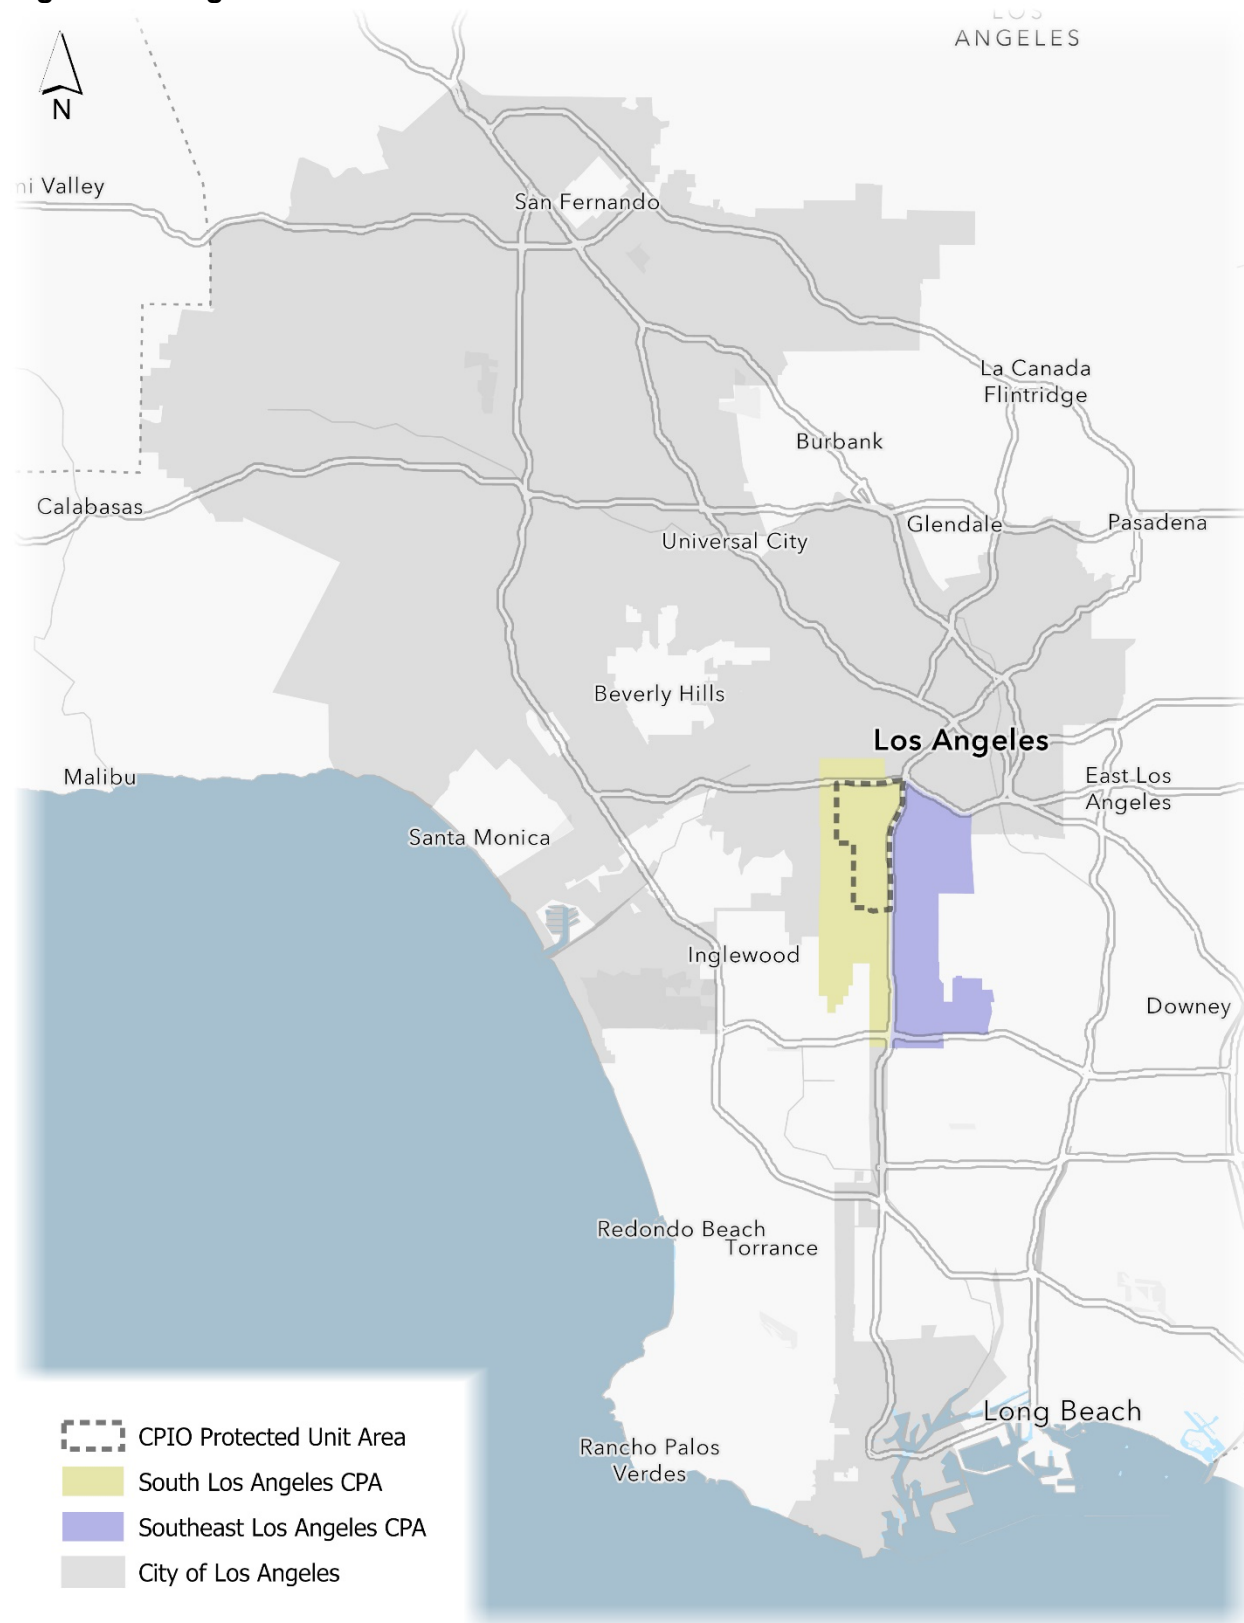 LOS
ANGELES
N
ni Valley
San Fernando
La Canada
Flintridge
Burbank
Calabasas
Glendale
Pasadena
Universal City
Beverly Hills
Los Angeles
Malibu
East Los
Angeles
Santa Monica
Inglewood
Downey
Redondo Beach
Torrance
Long Beach
Rancho Palos
Verdes
CPIO Protected Unit Area
South Los Angeles CPA
Southeast Los Angeles CPA
City of Los Angeles